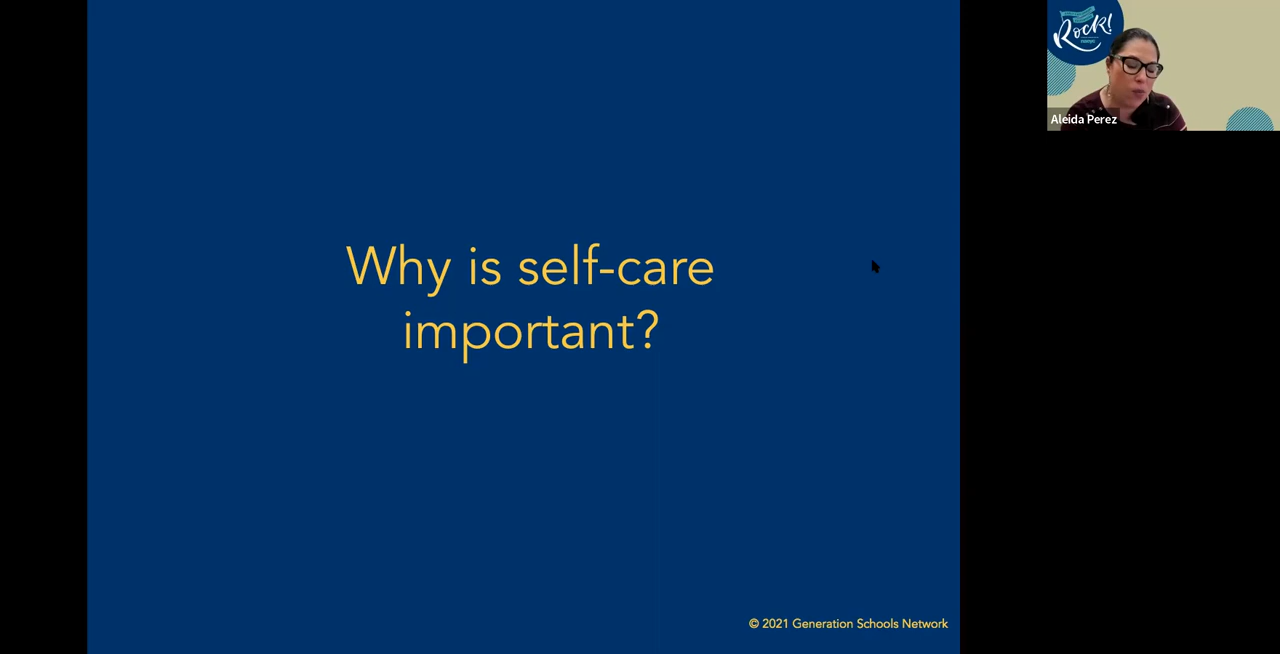 Why is self-care
important?
© 2021 Generation Schools Network
Rock!
Aleida Perez